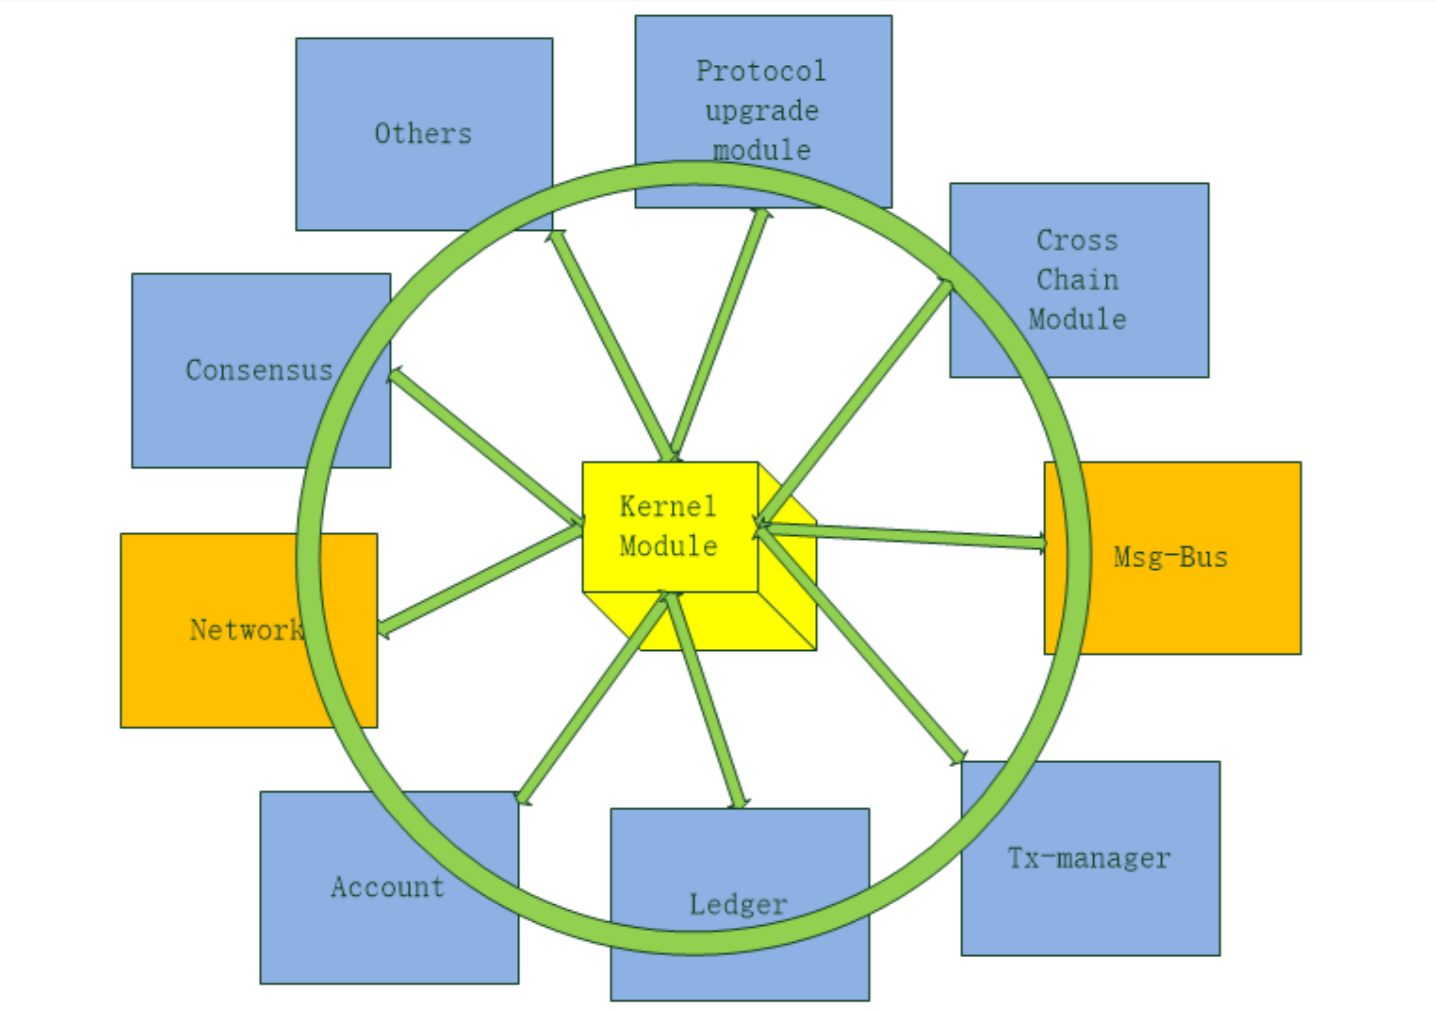 Protocol
upgrade
module
Others
Cross
Chain
Module
Consensus
Kernel
Module
Msg-Bus
Network
Tx-manager
Account
Ledger